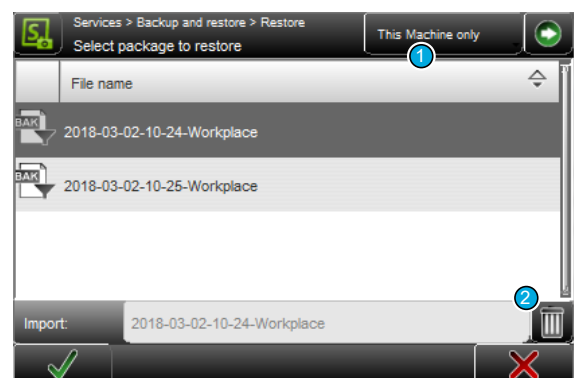 Services > Backup and restore > Restore
Select package to restore
This Machine only
1
File name
BAK
2018-03-02-10-24-Workplace
BAK
2018-03-02-10-25-Workplace
2
Import:
2018-03-02-10-24-Workplace